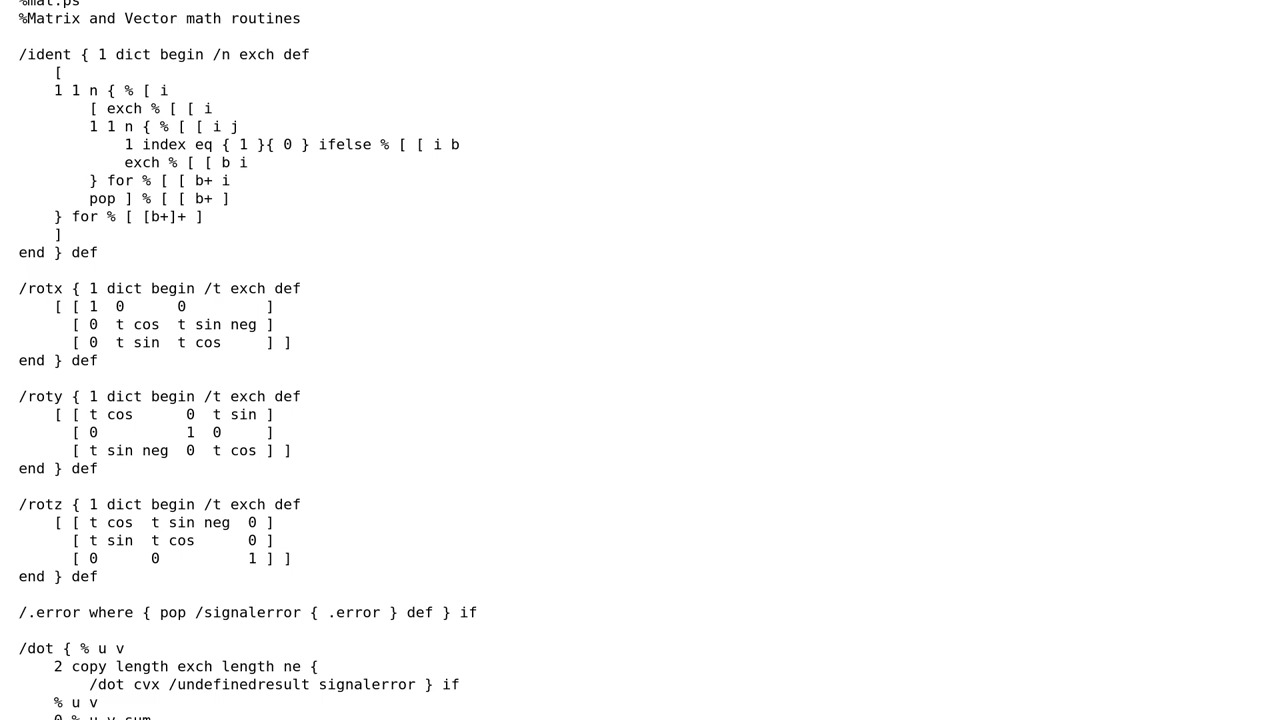 %mat.ps
%Matrix and Vector math routines

/ident { 1 dict begin /n exch def
    [
    1 1 n { % [ i
        [ exch % [ [ i
        1 1 n { % [ [ i j
            1 index eq { 1 }{ 0 } ifelse % [ [ i b
            exch % [ [ b i
        } for % [ [ b+ i
        pop ] % [ [ b+ ]
    } for % [ [b+]+ ]
    ]
end } def

/rotx { 1 dict begin /t exch def
    [ [ 1  0      0         ]
      [ 0  t cos  t sin neg ]
      [ 0  t sin  t cos     ] ]
end } def

/roty { 1 dict begin /t exch def
    [ [ t cos      0  t sin ]
      [ 0          1  0     ]
      [ t sin neg  0  t cos ] ]
end } def

/rotz { 1 dict begin /t exch def
    [ [ t cos  t sin neg  0 ]
      [ t sin  t cos      0 ]
      [ 0      0          1 ] ]
end } def

/.error where { pop /signalerror { .error } def } if

/dot { % u v
    2 copy length exch length ne {
        /dot cvx /undefinedresult signalerror } if
    % u v
    0 % u v sum